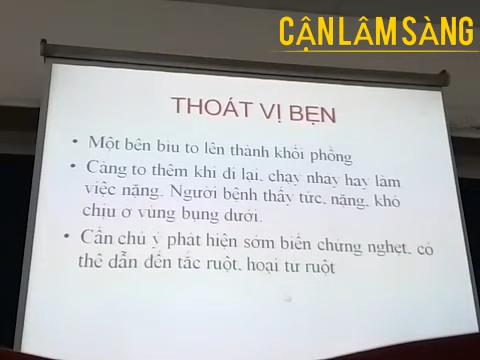 CẬN LÂM SÀNG
THOÁT VỊ BẸN
• Một bên bìu to lên thành khối phồng
• Càng to thêm khi đi lại, chạy nhảy hay làm
việc nặng. Người bệnh thấy tức, nặng, khó
chịu ở vùng bụng dưới.
• Cần chú ý phát hiện sớm biến chứng nghẹt, có
thể dẫn đến tắc ruột, hoại tử ruột